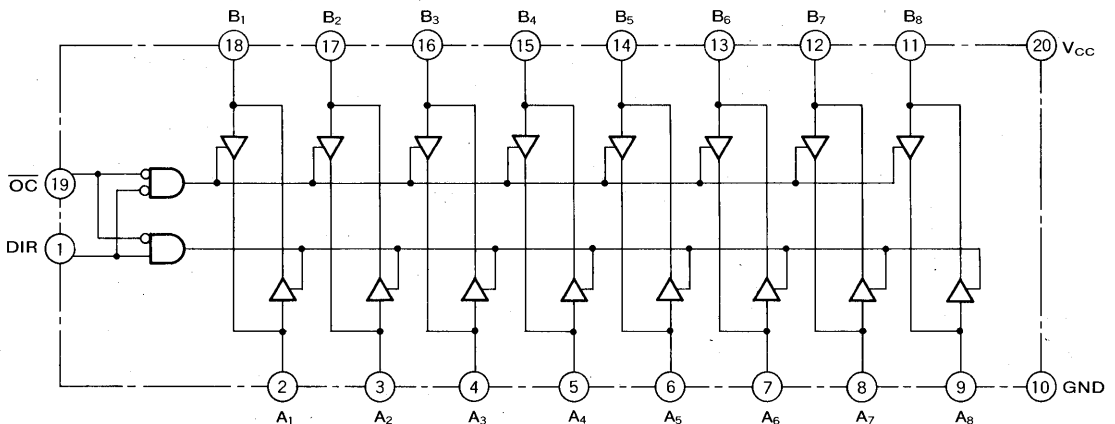 B₁ B₂ B₃ B₄ B₅ B₆ B₇ B₈
18 17 16 15 14 13 12 11 20 V_CC
O̅C̅ 19
DIR 1
2 3 4 5 6 7 8 9 10 GND
A₁ A₂ A₃ A₄ A₅ A₆ A₇ A₈